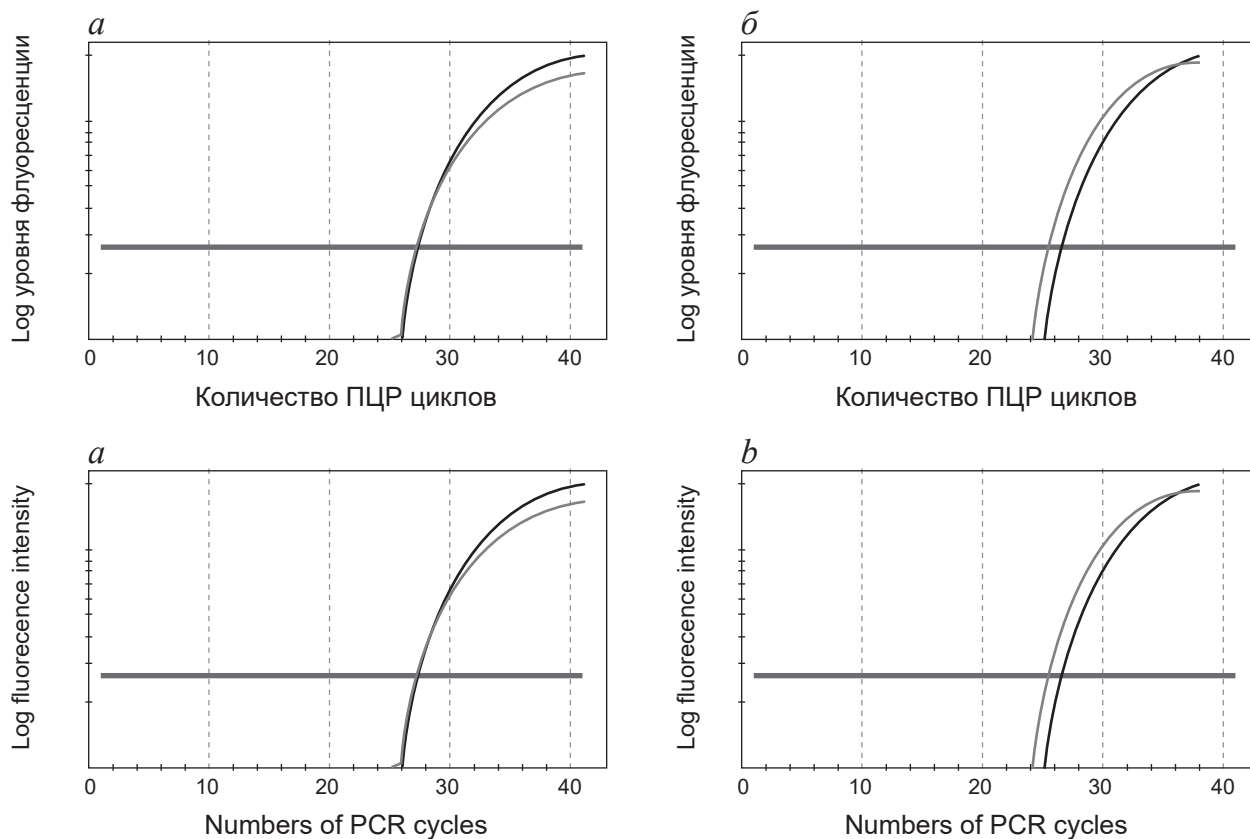 а
Log уровня флуоресценции
0 10 20 30 40
Количество ПЦР циклов
б
Log уровня флуоресценции
0 10 20 30 40
Количество ПЦР циклов
a
Log fluorecence intensity
0 10 20 30 40
Numbers of PCR cycles
b
Log fluorescence intensity
0 10 20 30 40
Numbers of PCR cycles